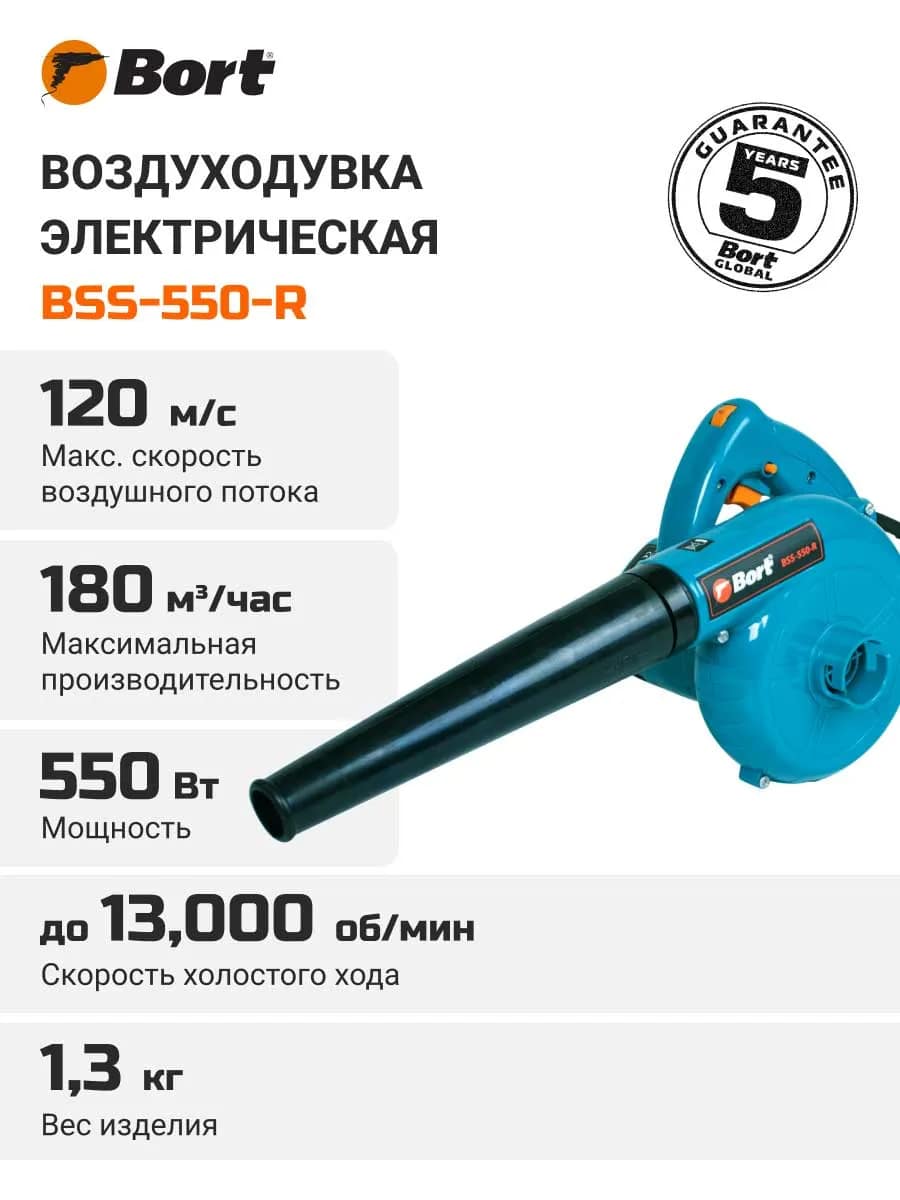 Bort®
ВОЗДУХОДУВКА
ЭЛЕКТРИЧЕСКАЯ
BSS-550-R
GUARANTEE
5
YEARS
Bort
GLOBAL
120 м/с
Макс. скорость
воздушного потока
180 м³/час
Максимальная
производительность
550 Вт
Мощность
до 13,000 об/мин
Скорость холостого хода
1,3 кг
Вес изделия
Bort® BSS-550-R